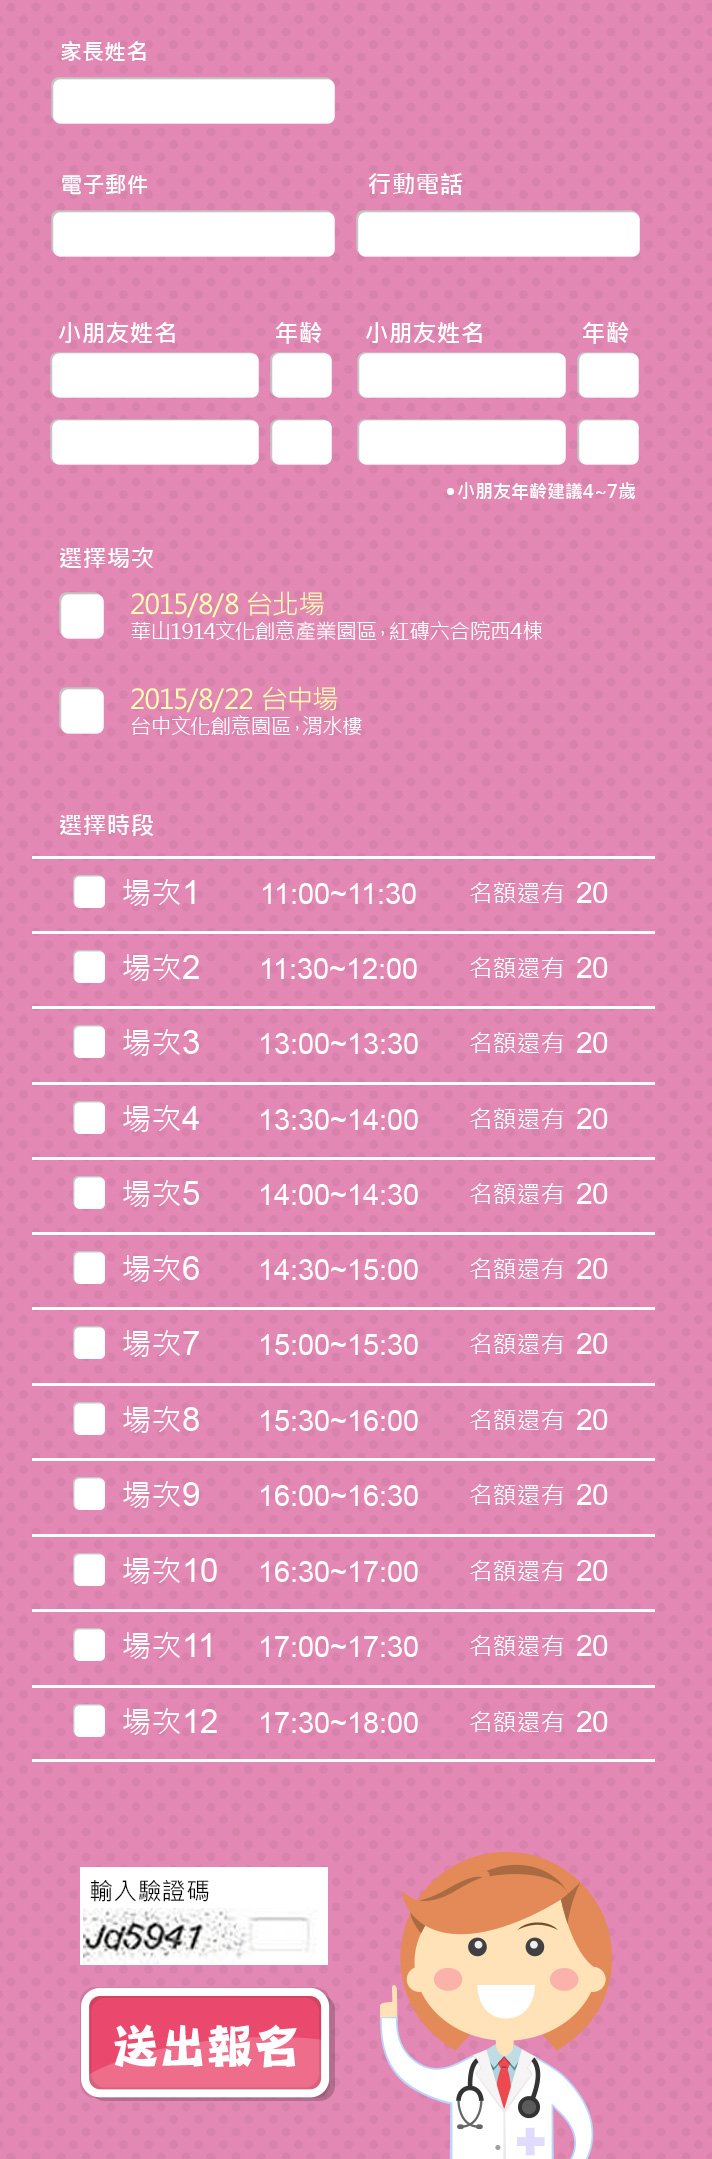 家長姓名
電子郵件 行動電話
小朋友姓名 年齡 小朋友姓名 年齡
•小朋友年齡建議4~7歲
選擇場次
2015/8/8 台北場
華山1914文化創意產業園區，紅磚六合院西4棟
2015/8/22 台中場
台中文化創意園區，渭水樓
選擇時段
場次1 11:00~11:30 名額還有 20
場次2 11:30~12:00 名額還有 20
場次3 13:00~13:30 名額還有 20
場次4 13:30~14:00 名額還有 20
場次5 14:00~14:30 名額還有 20
場次6 14:30~15:00 名額還有 20
場次7 15:00~15:30 名額還有 20
場次8 15:30~16:00 名額還有 20
場次9 16:00~16:30 名額還有 20
場次10 16:30~17:00 名額還有 20
場次11 17:00~17:30 名額還有 20
場次12 17:30~18:00 名額還有 20
輸入驗證碼
Jd5941
送出報名